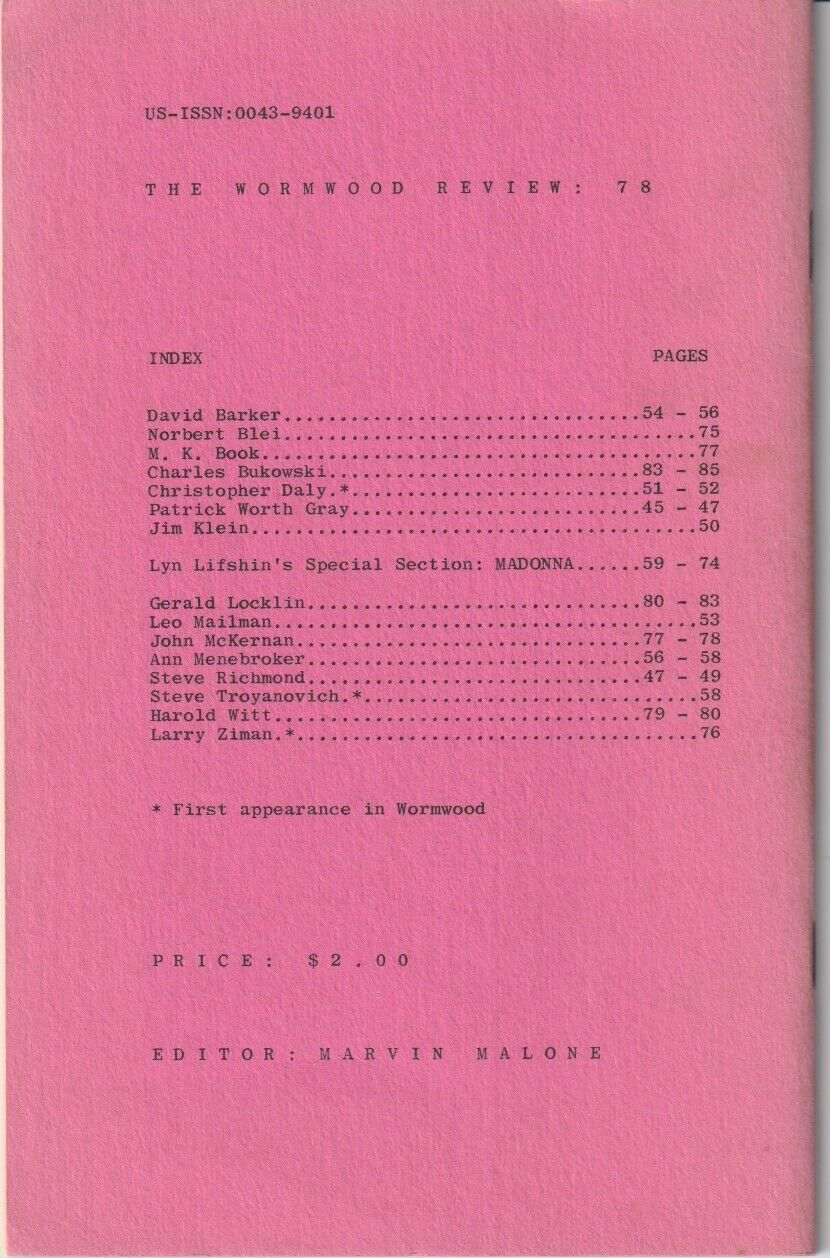 US-ISSN:0043-9401
THE WORMWOOD REVIEW: 78
INDEX PAGES
David Barker................................54 - 56
Norbert Blei.....................................75
M. K. Book.......................................77
Charles Bukowski............................83 - 85
Christopher Daly.*..........................51 - 52
Patrick Worth Gray..........................45 - 47
Jim Klein........................................50
Lyn Lifshin's Special Section: MADONNA......59 - 74
Gerald Locklin..............................80 - 83
Leo Mailman......................................53
John McKernan...............................77 - 78
Ann Menebroker..............................56 - 58
Steve Richmond..............................47 - 49
Steve Troyanovich.*..............................58
Harold Witt.................................79 - 80
Larry Ziman.*....................................76
* First appearance in Wormwood
PRICE: $2.00
EDITOR: MARVIN MALONE